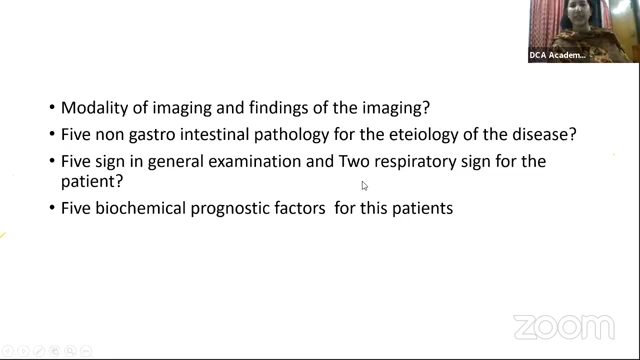 DCA Academ...
• Modality of imaging and findings of the imaging?
• Five non gastro intestinal pathology for the eteiology of the disease?
• Five sign in general examination and Two respiratory sign for the
patient?
• Five biochemical prognostic factors for this patients
zoom